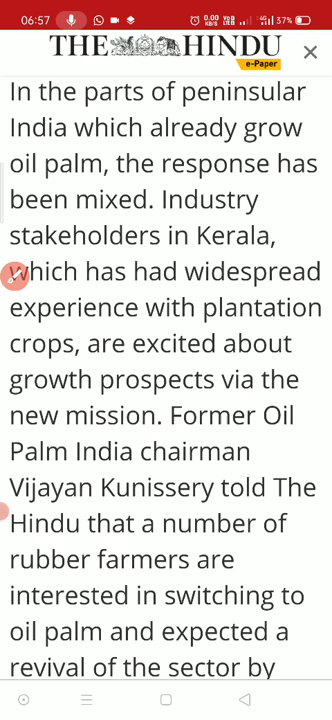 06:57
0.00 KB/S
4G 37%
THE HINDU
e-Paper
In the parts of peninsular
India which already grow
oil palm, the response has
been mixed. Industry
stakeholders in Kerala,
which has had widespread
experience with plantation
crops, are excited about
growth prospects via the
new mission. Former Oil
Palm India chairman
Vijayan Kunissery told The
Hindu that a number of
rubber farmers are
interested in switching to
oil palm and expected a
revival of the sector by